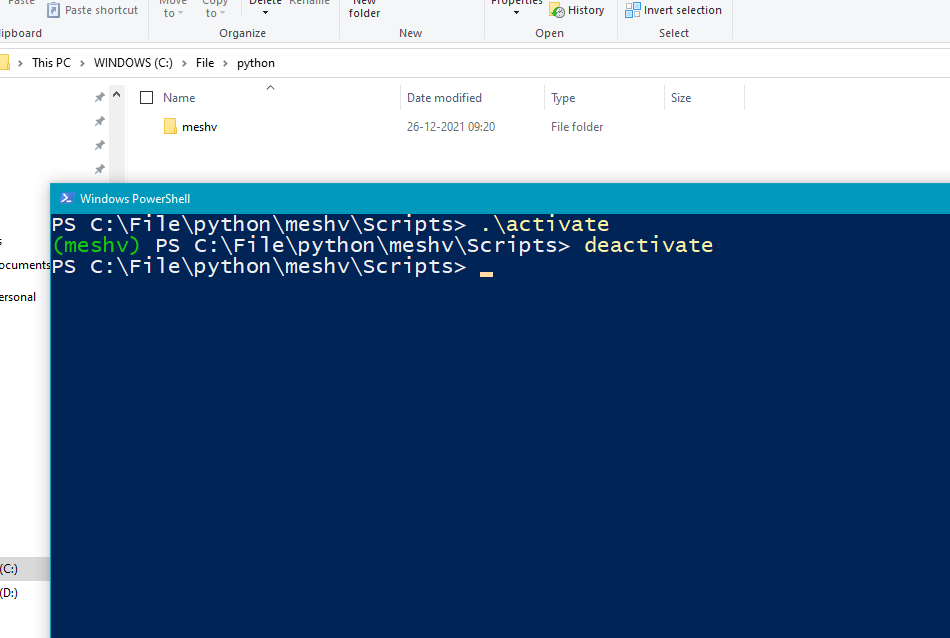 Paste
Paste shortcut
Move to
Copy to
Delete
Rename
New folder
Properties
History
Invert selection
Organize
New
Open
Select
This PC > WINDOWS (C:) > File > python
Name
Date modified
Type
Size
meshv
26-12-2021 09:20
File folder
Windows PowerShell
PS C:\File\python\meshv\Scripts> .\activate
(meshv) PS C:\File\python\meshv\Scripts> deactivate
PS C:\File\python\meshv\Scripts>
(C:)
(D:)